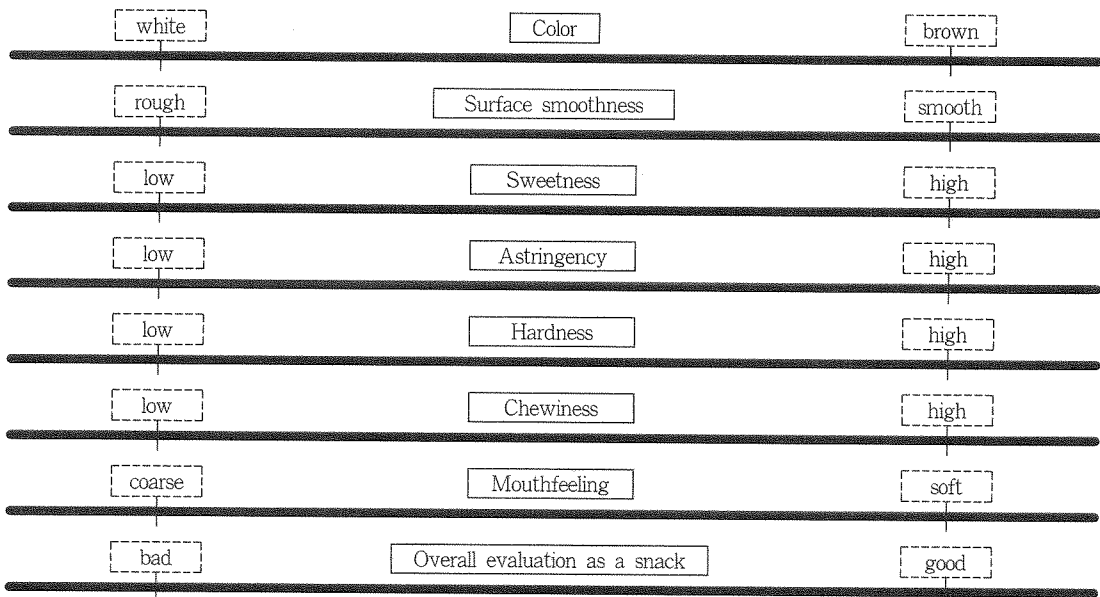 white Color brown
rough Surface smoothness smooth
low Sweetness high
low Astringency high
low Hardness high
low Chewiness high
coarse Mouthfeeling soft
bad Overall evaluation as a snack good